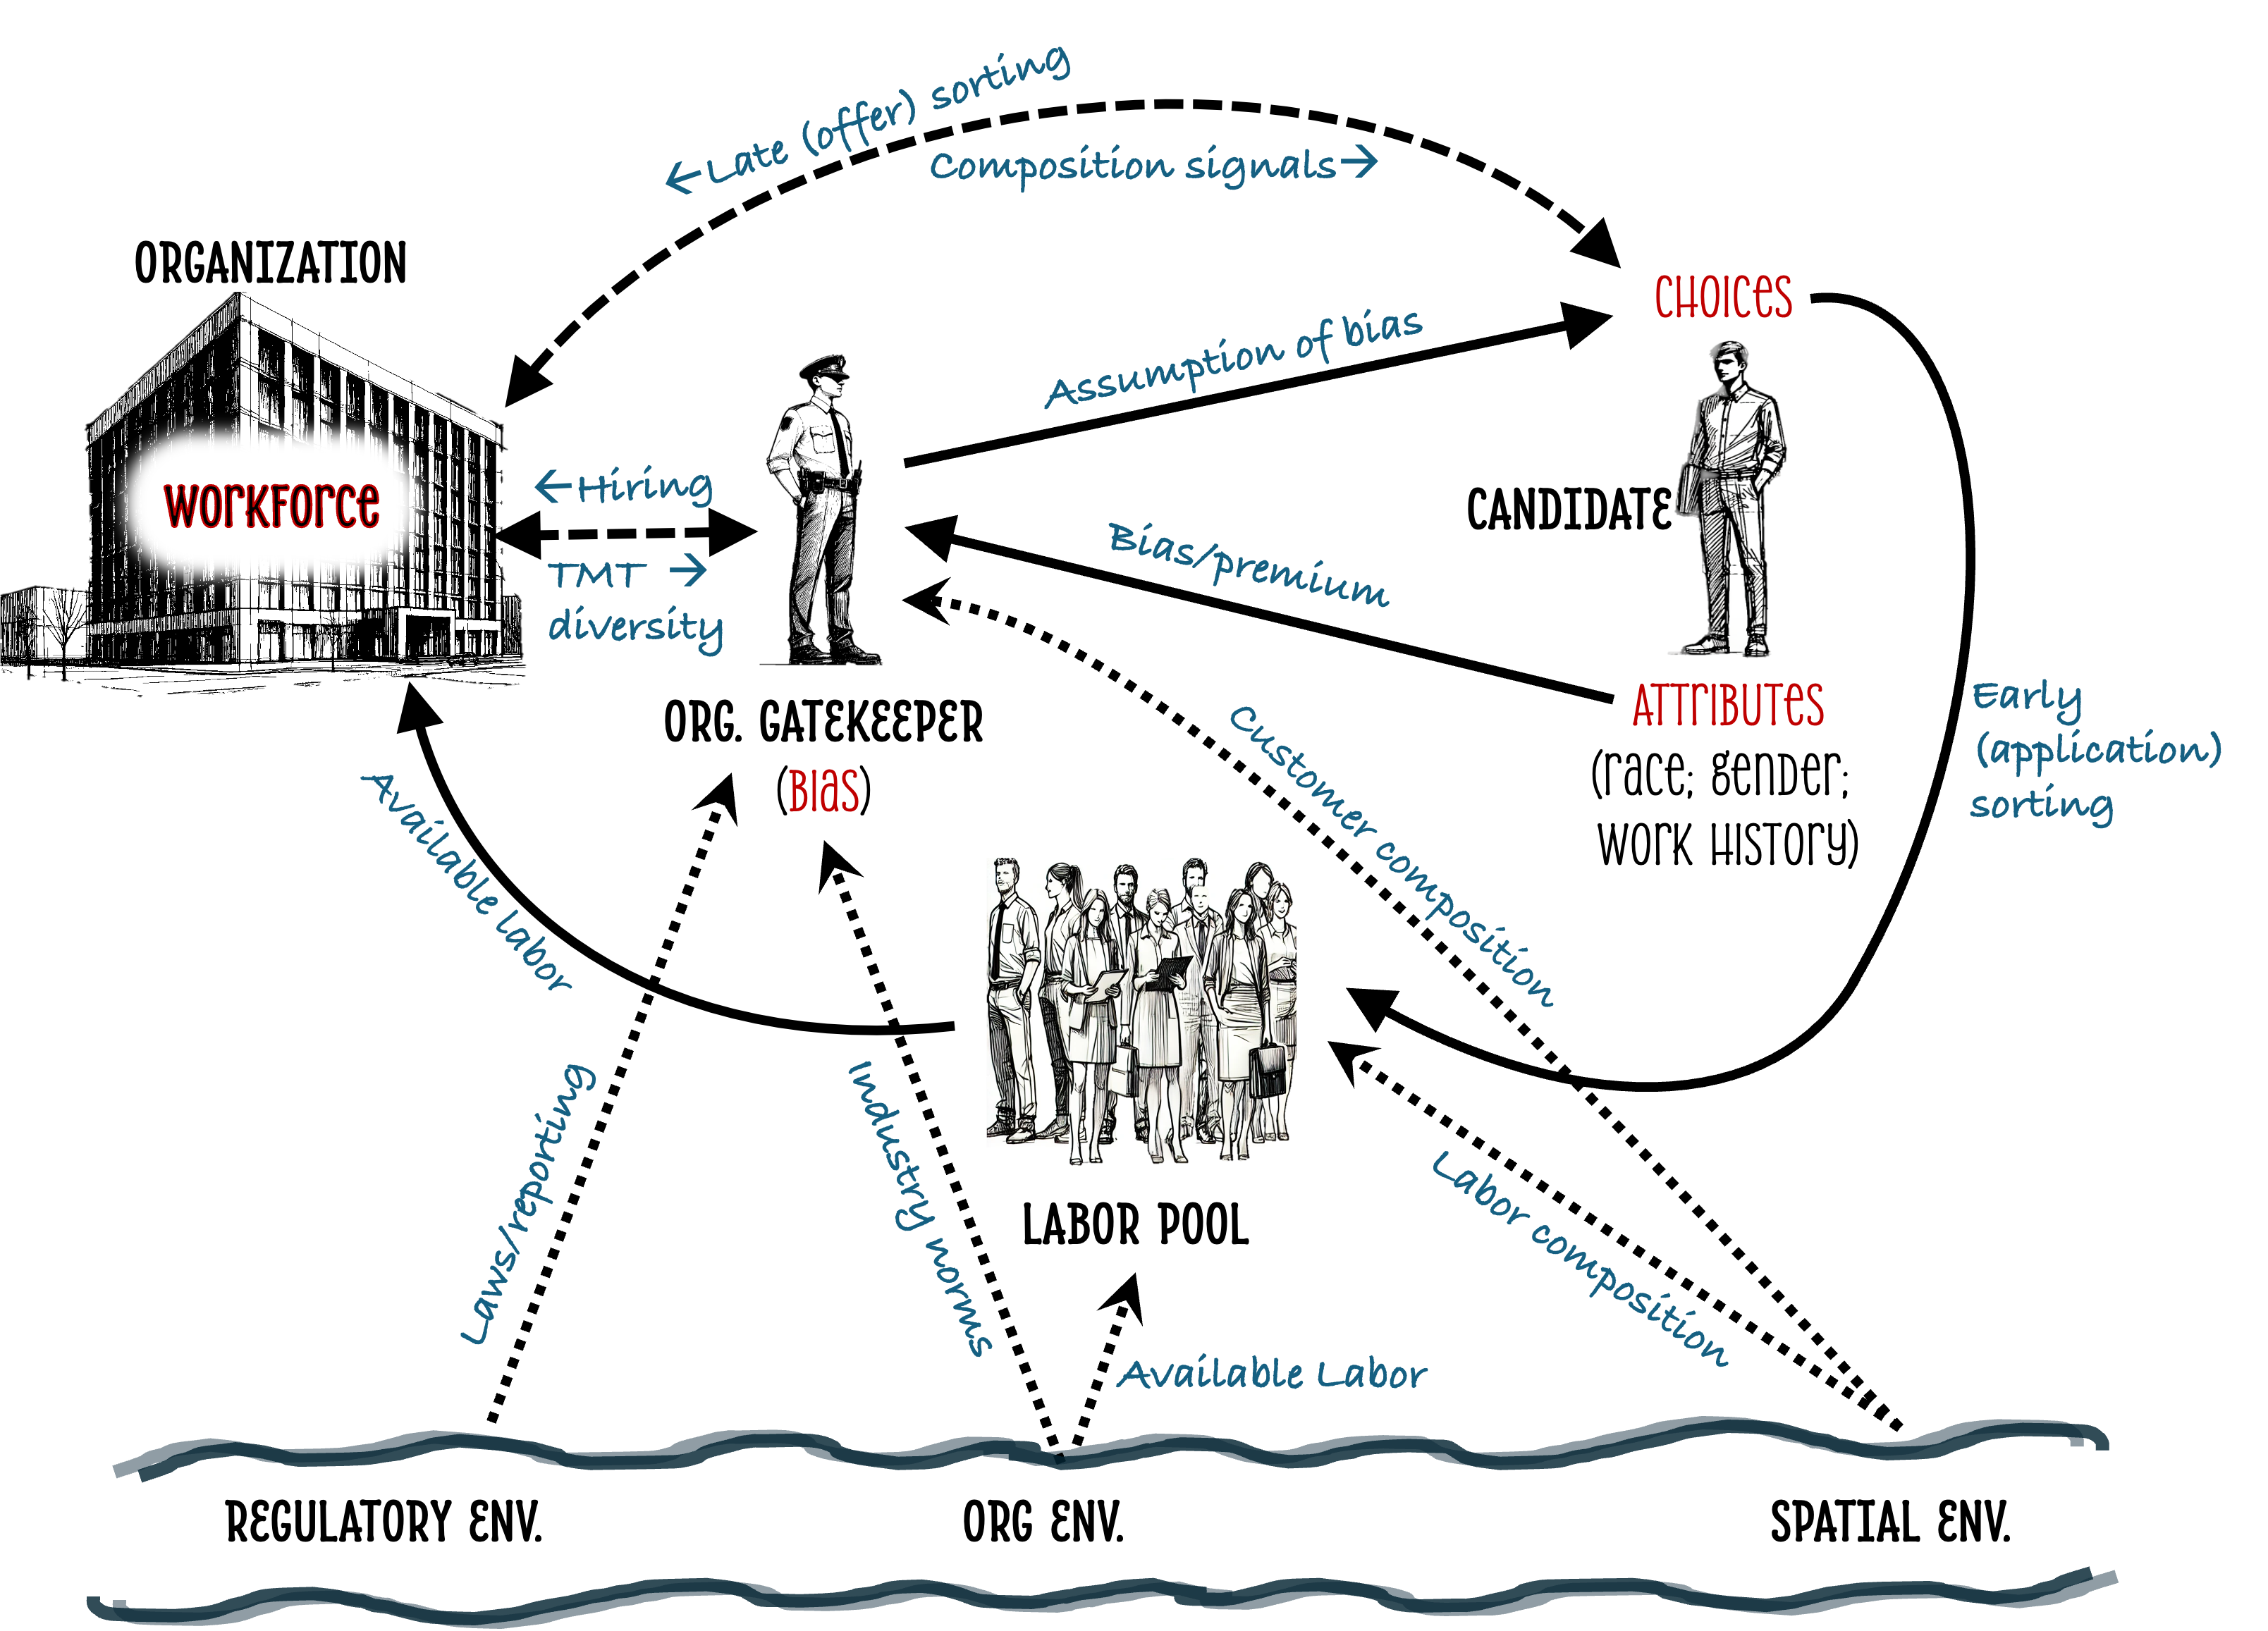 ←Late (offer) sorting
Composition signals→
ORGANIZATION
CHOICES
Assumption of bias
WORKFORCE
←Hiring
TMT →
diversity
CANDIDATE
Bias/premium
ORG. GATEKEEPER
(BIAS)
ATTRIBUTES
(RACE; GENDER;
WORK HISTORY)
Early
(application)
sorting
Available labor
Customer composition
LABOR POOL
Laws/reporting
Industry norms
Available Labor
Labor composition
REGULATORY ENV.
ORG ENV.
SPATIAL ENV.